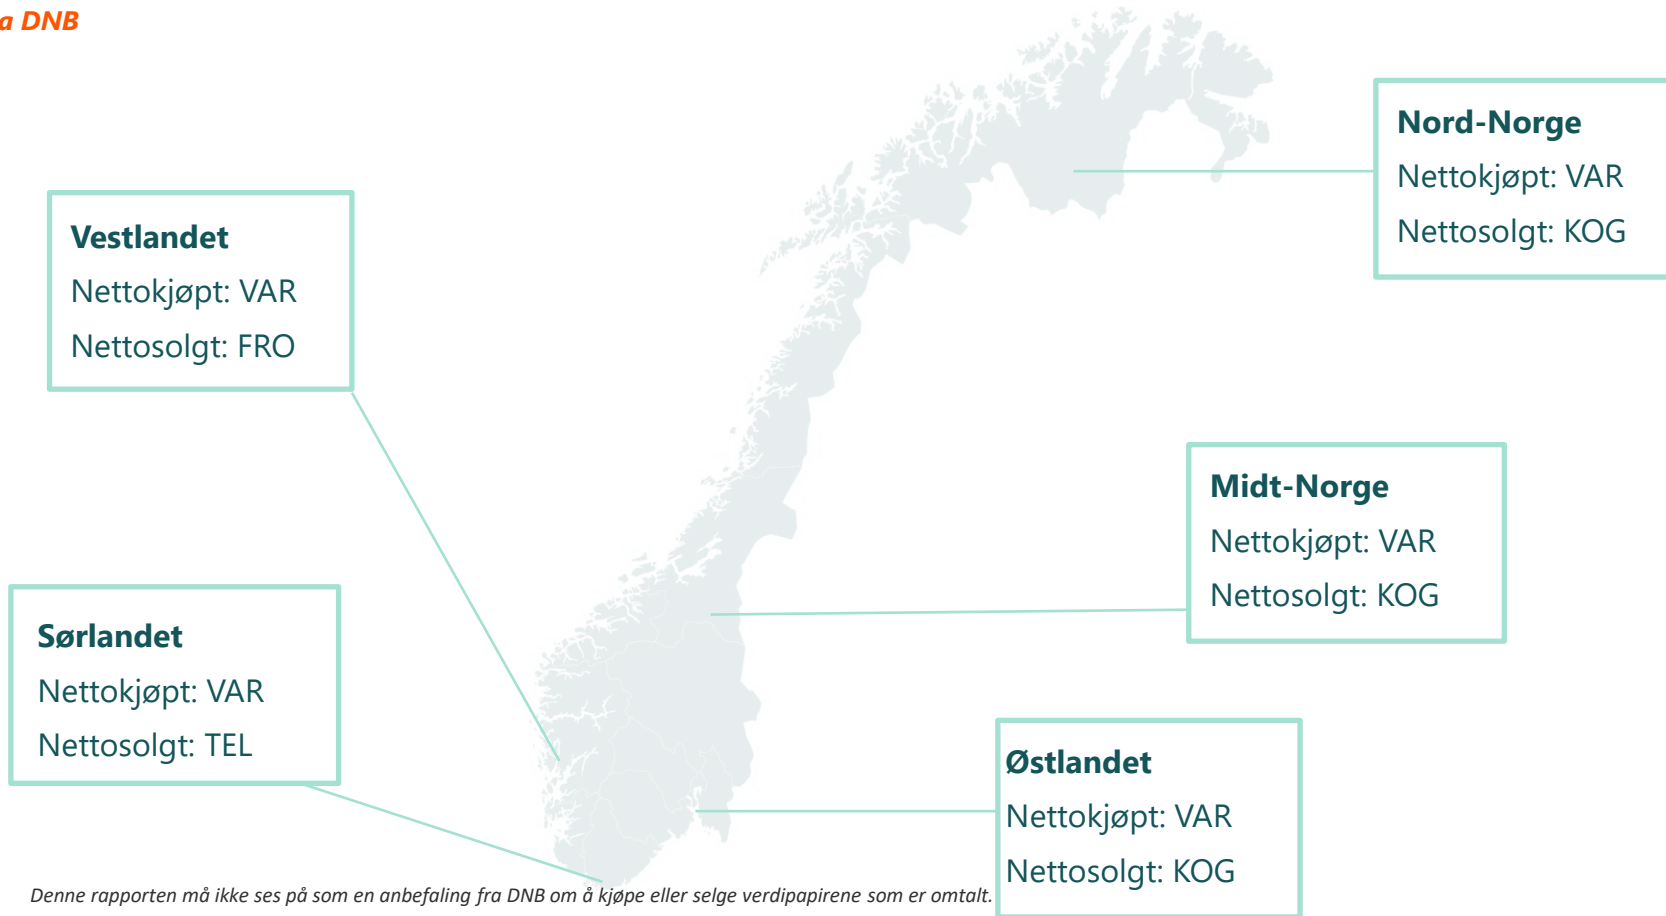 a DNB
Nord-Norge
Nettokjøpt: VAR
Nettosolgt: KOG
Vestlandet
Nettokjøpt: VAR
Nettosolgt: FRO
Midt-Norge
Nettokjøpt: VAR
Nettosolgt: KOG
Sørlandet
Nettokjøpt: VAR
Nettosolgt: TEL
Østlandet
Nettokjøpt: VAR
Nettosolgt: KOG
Denne rapporten må ikke ses på som en anbefaling fra DNB om å kjøpe eller selge verdipapirene som er omtalt.